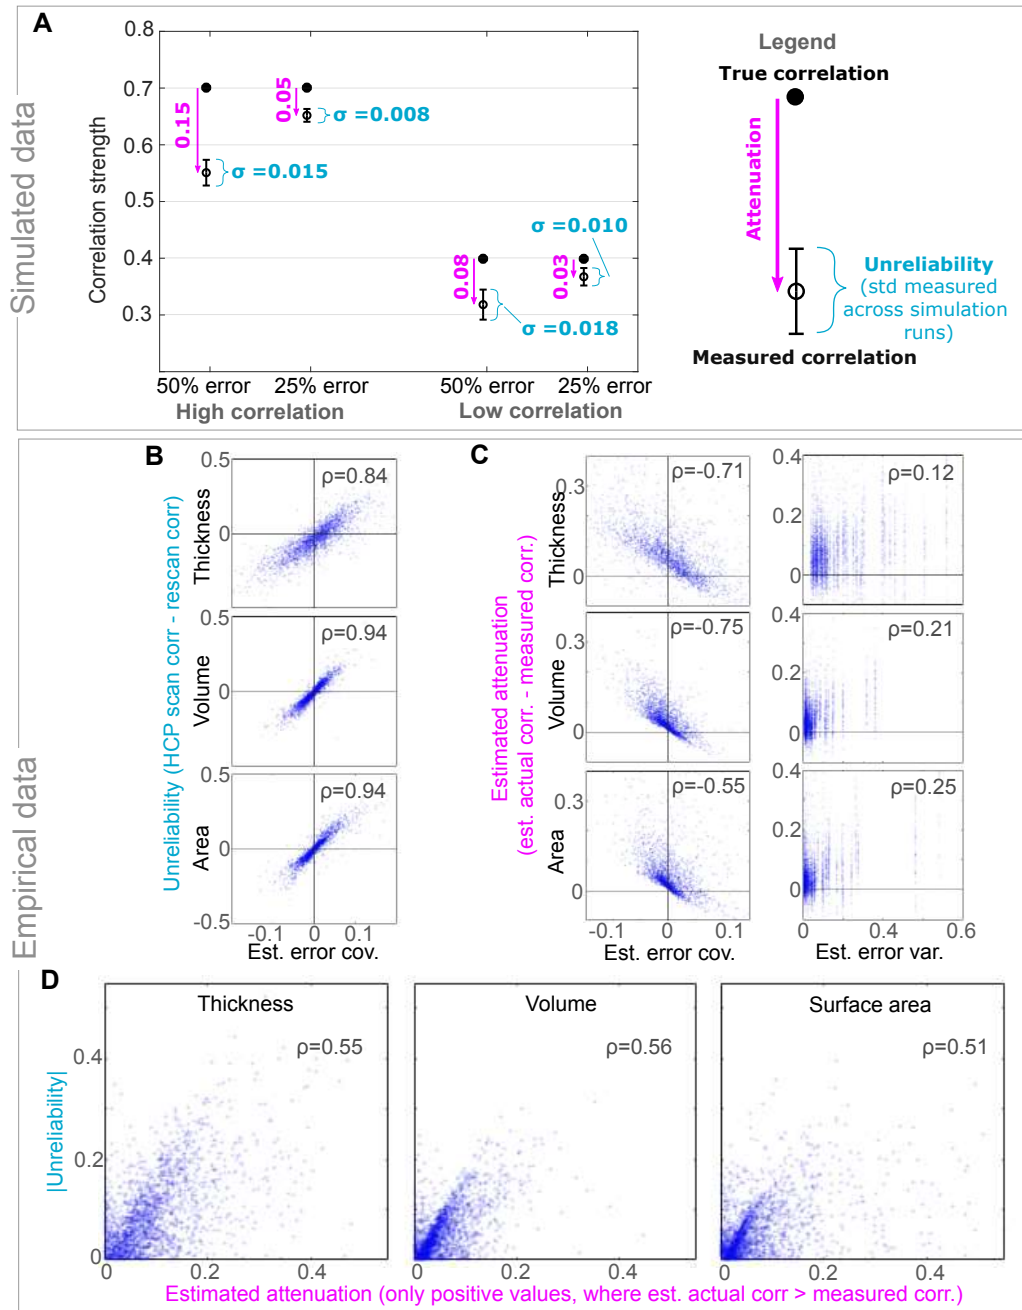 Simulated data
A
Correlation strength
0.8
0.7
0.6
0.5
0.4
0.3
0.15
0.05
σ =0.008
σ =0.015
0.08
0.03
σ =0.010
σ =0.018
50% error
25% error
50% error
25% error
High correlation
Low correlation
Legend
True correlation
Attenuation
Unreliability
(std measured
across simulation
runs)
Measured correlation
Empirical data
B
Unreliability (HCP scan corr - rescan corr)
Thickness
0.5
0
ρ=0.84
Volume
0.5
0
ρ=0.94
Area
0.5
0
-0.5
ρ=0.94
-0.1
0
0.1
Est. error cov.
C
Estimated attenuation
(est. actual corr. - measured corr.)
Thickness
0.3
0
ρ=-0.71
0.4
0.2
0
ρ=0.12
Volume
0.3
0
ρ=-0.75
0.4
0.2
0
ρ=0.21
Area
0.3
0
ρ=-0.55
0.4
0.2
0
ρ=0.25
-0.1
0
0.1
Est. error cov.
0
0.4
0.6
Est. error var.
D
|Unreliability|
0.4
0.2
0
Thickness
ρ=0.55
Volume
ρ=0.56
Surface area
ρ=0.51
0
0.2
0.4
0
0.2
0.4
0
0.2
0.4
Estimated attenuation (only positive values, where est. actual corr > measured corr.)